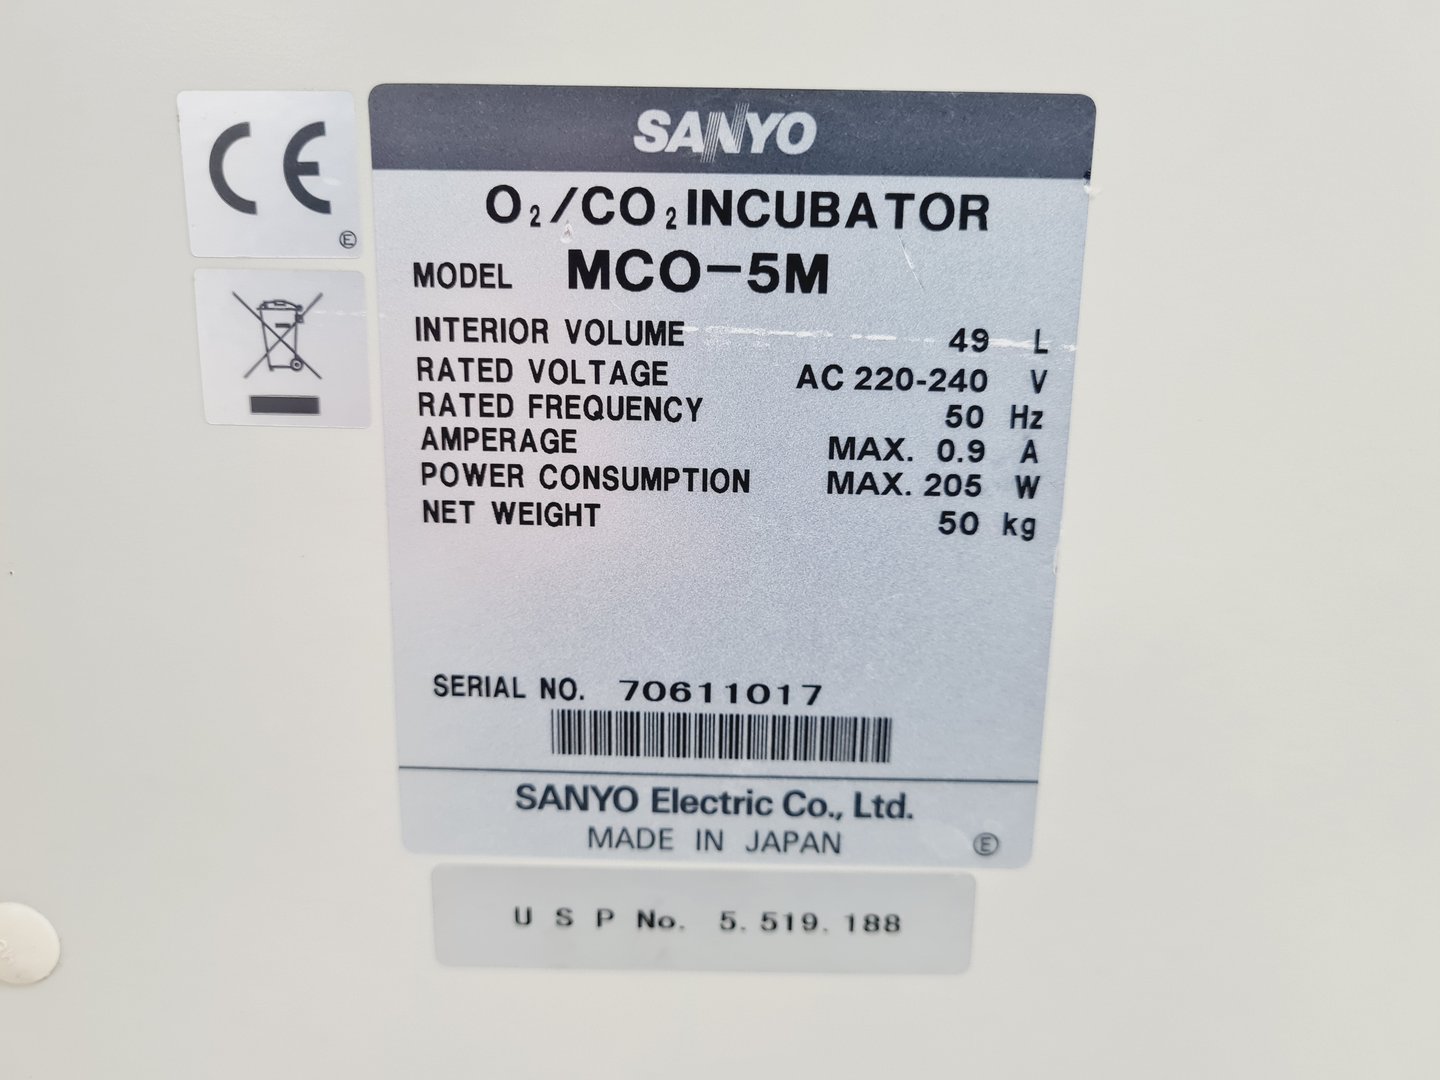 CE
E
SANYO
O₂/CO₂ INCUBATOR
MODEL MCO-5M
INTERIOR VOLUME 49 L
RATED VOLTAGE AC 220-240 V
RATED FREQUENCY 50 Hz
AMPERAGE MAX. 0.9 A
POWER CONSUMPTION MAX. 205 W
NET WEIGHT 50 kg
SERIAL NO. 70611017
SANYO Electric Co., Ltd.
MADE IN JAPAN E
U S P No. 5. 519. 188